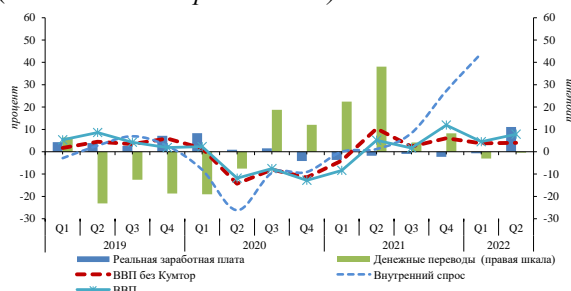 60 60
50 50
40 40
30 30
20 20
10 10
0 0
-10 -10
-20 -20
-30 -30
процент
процент
Q1 Q2 Q3 Q4 Q1 Q2 Q3 Q4 Q1 Q2 Q3 Q4 Q1 Q2
2019 2020 2021 2022
Реальная заработная плата Денежные переводы (правая шкала)
ВВП без Кумтор Внутренний спрос
ВВП